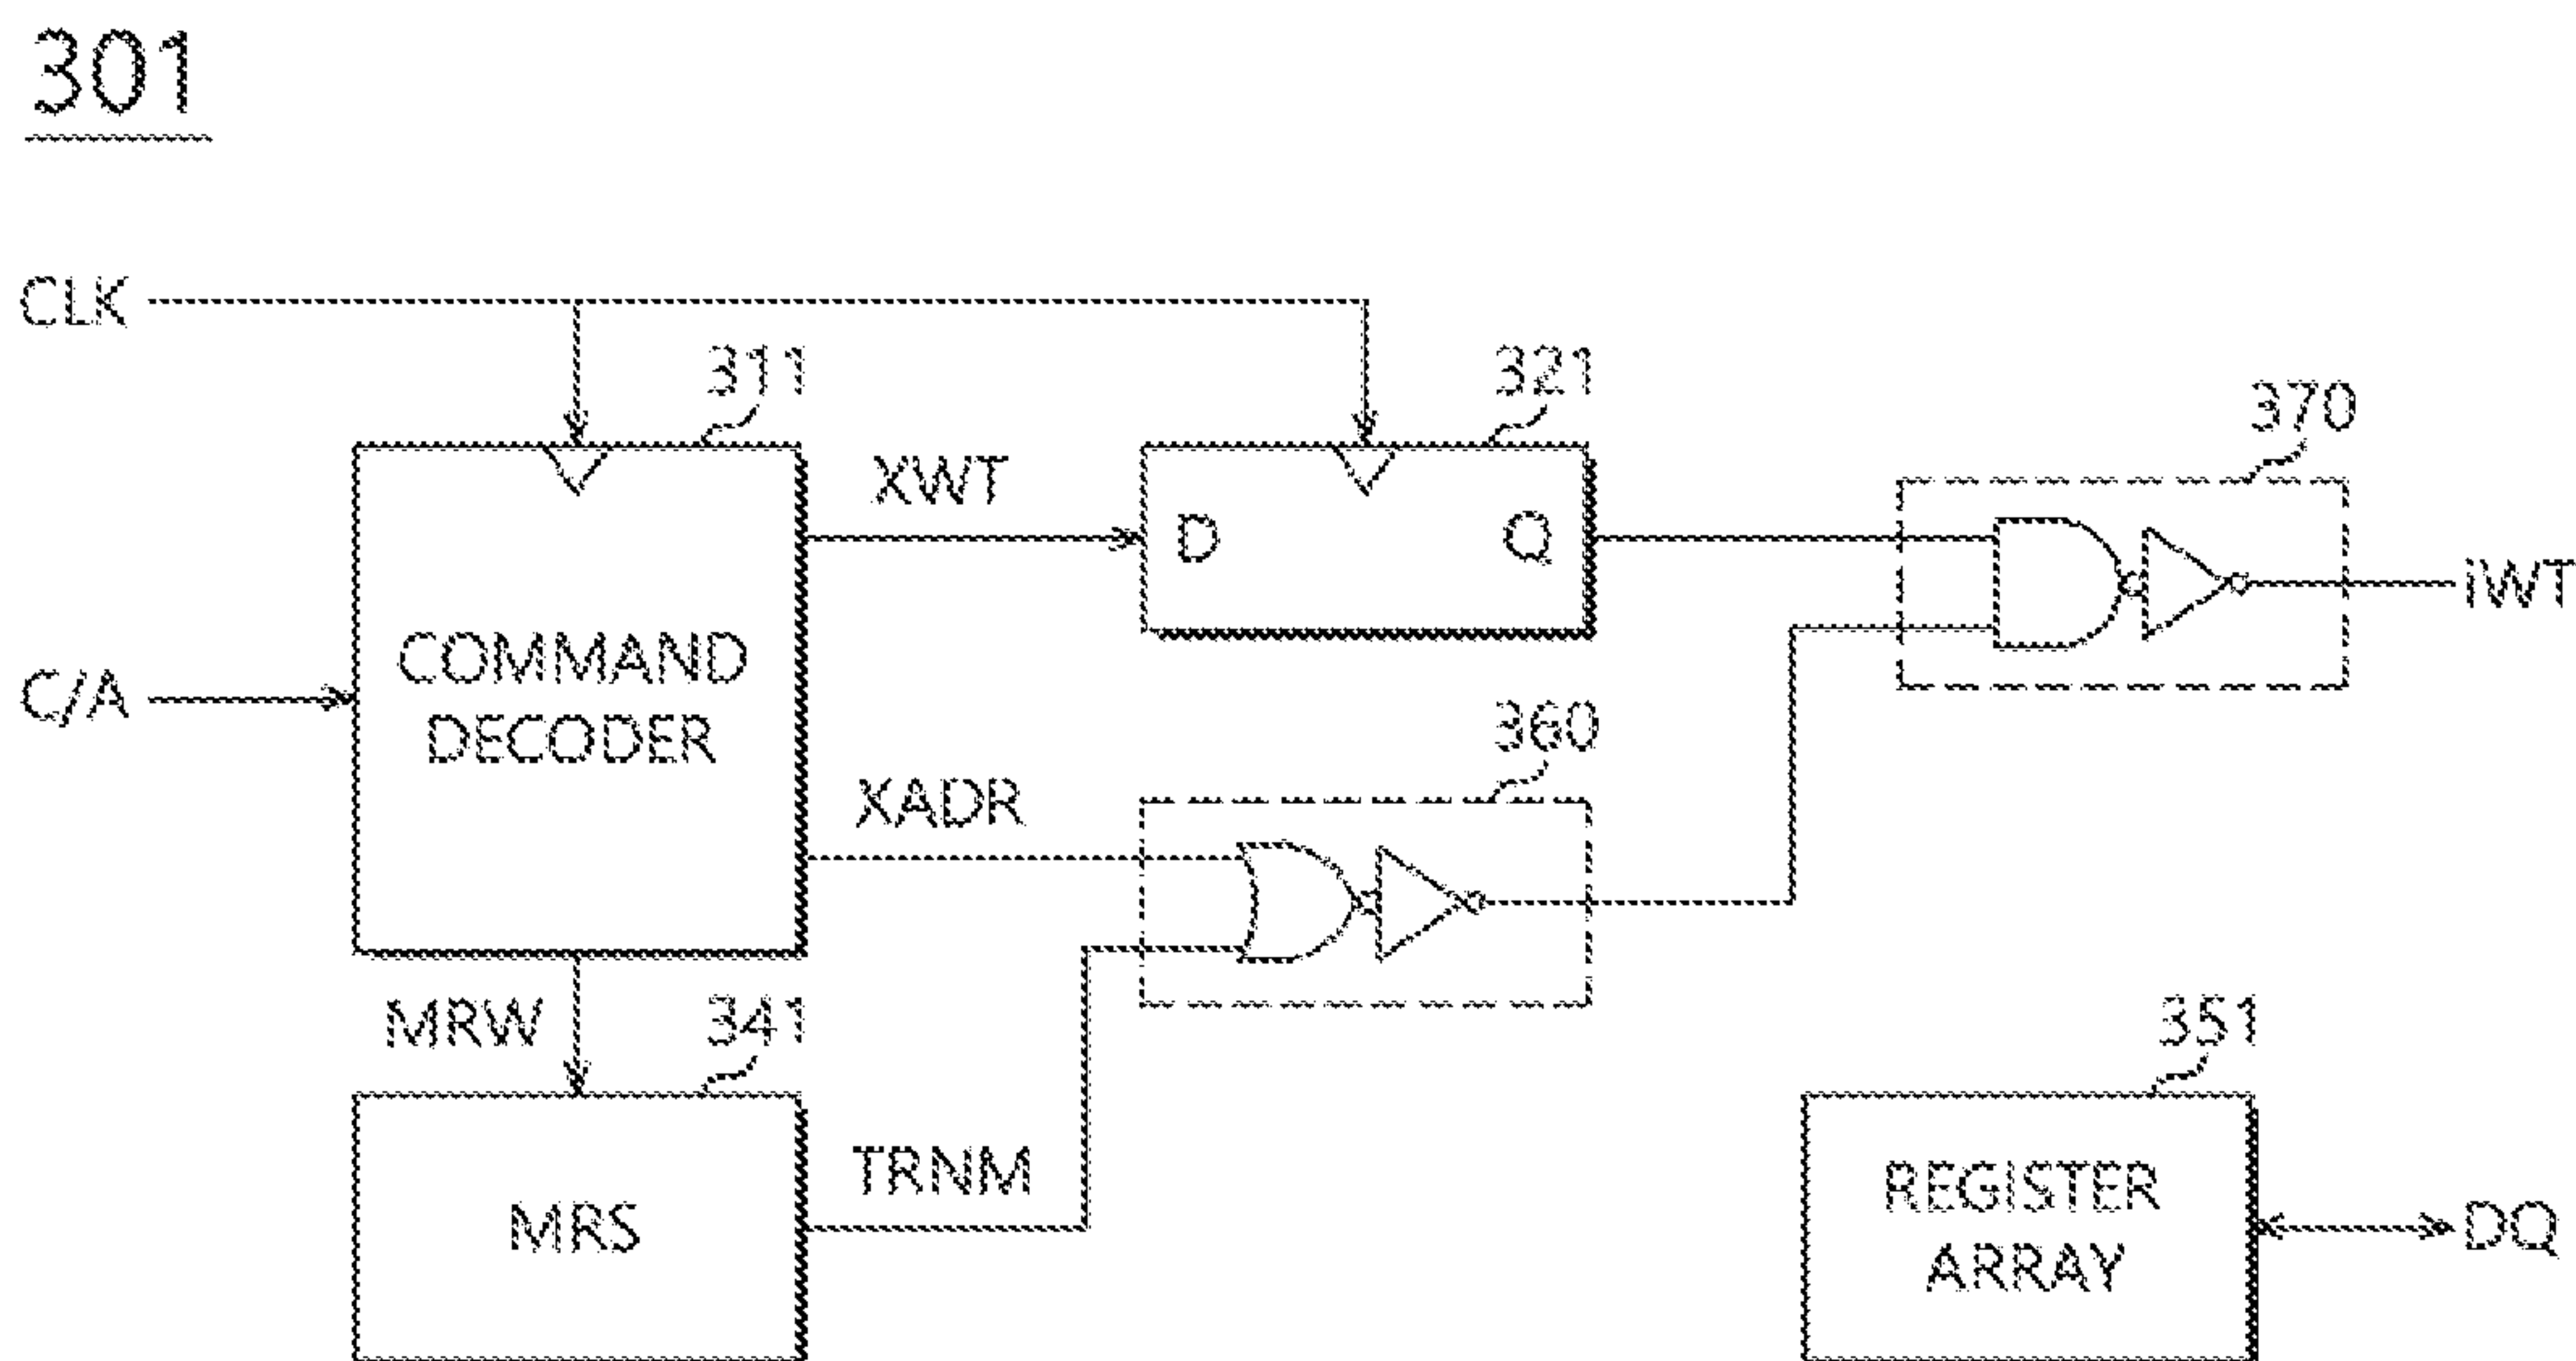 301
CLK
311
321
370
XWT
D
Q
iWT
COMMAND
DECODER
C/A
360
XADR
MRW
341
351
TRNM
MRS
REGISTER
ARRAY
DQ